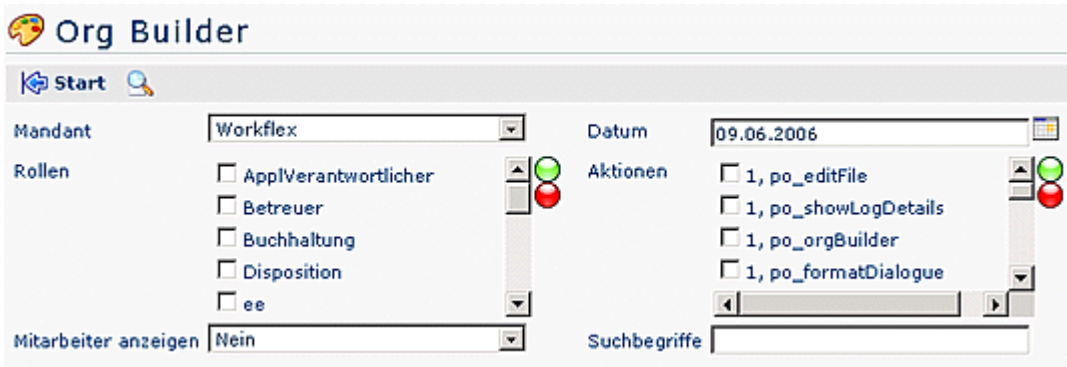 Org Builder
Start
Mandant Workflex Datum 09.06.2006
Rollen Aktionen
ApplVerantwortlicher
Betreuer
Buchhaltung
Disposition
ee
1, po_editFile
1, po_showLogDetails
1, po_orgBuilder
1, po_formatDialogue
Mitarbeiter anzeigen Nein Suchbegriffe